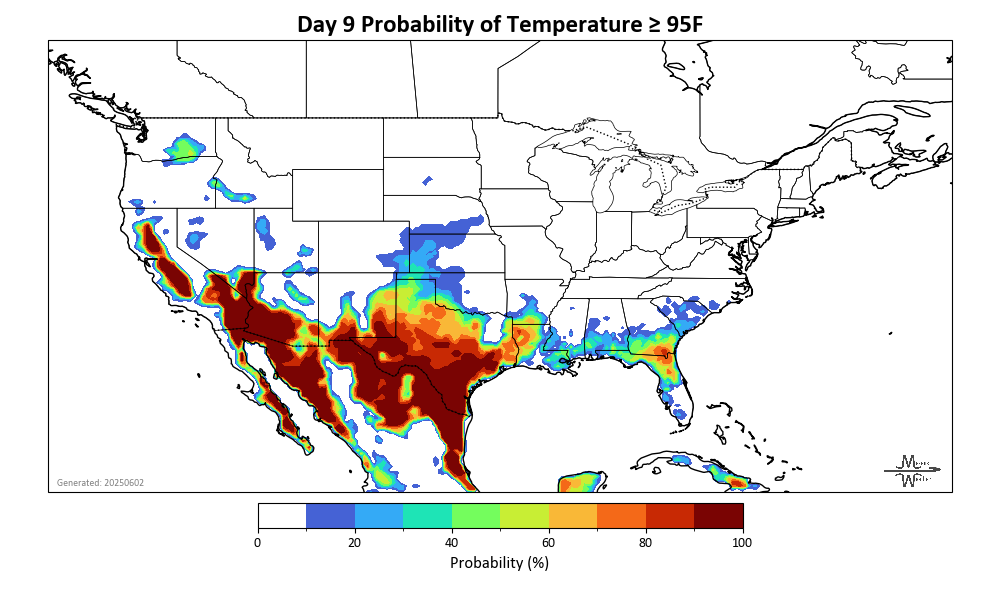 Day 9 Probability of Temperature ≥ 95F
Generated: 20250602
0 20 40 60 80 100
Probability (%)